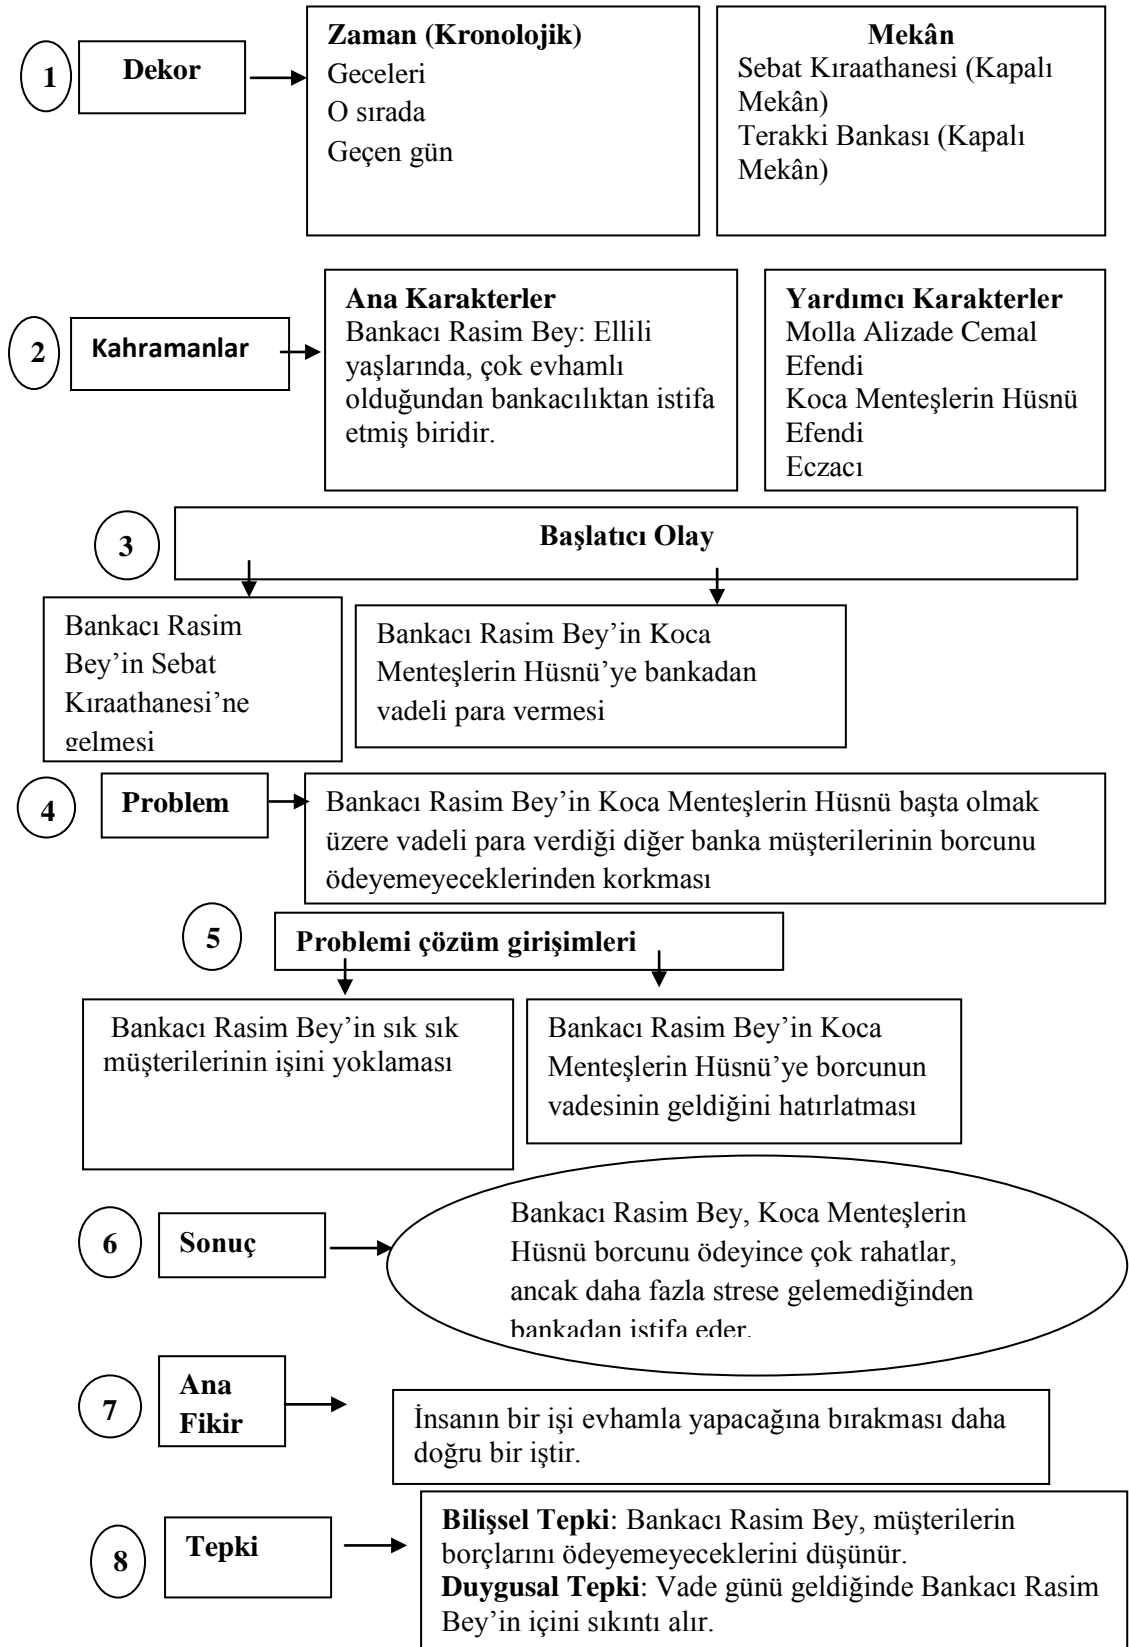 1
Dekor
Zaman (Kronolojik)
Geceleri
O sırada
Geçen gün
Mekân
Sebat Kıraathanesi (Kapalı
Mekân)
Terakki Bankası (Kapalı
Mekân)
2
Kahramanlar
Ana Karakterler
Bankacı Rasim Bey: Ellili
yaşlarında, çok evhamlı
olduğundan bankacılıktan istifa
etmiş biridir.
Yardımcı Karakterler
Molla Alizade Cemal
Efendi
Koca Menteşlerin Hüsnü
Efendi
Eczacı
3
Başlatıcı Olay
Bankacı Rasim
Bey’in Sebat
Kıraathanesi’ne
gelmesi
Bankacı Rasim Bey’in Koca
Menteşlerin Hüsnü’ye bankadan
vadeli para vermesi
4
Problem
Bankacı Rasim Bey’in Koca Menteşlerin Hüsnü başta olmak
üzere vadeli para verdiği diğer banka müşterilerinin borcunu
ödeyemeyeceklerinden korkması
5
Problemi çözüm girişimleri
Bankacı Rasim Bey’in sık sık
müşterilerinin işini yoklaması
Bankacı Rasim Bey’in Koca
Menteşlerin Hüsnü’ye borcunun
vadesinin geldiğini hatırlatması
6
Sonuç
Bankacı Rasim Bey, Koca Menteşlerin
Hüsnü borcunu ödeyince çok rahatlar,
ancak daha fazla strese gelemediğinden
bankadan istifa eder.
7
Ana
Fikir
İnsanın bir işi evhamla yapacağına bırakması daha
doğru bir iştir.
8
Tepki
Bilişsel Tepki: Bankacı Rasim Bey, müşterilerin
borçlarını ödeyemeyeceklerini düşünür.
Duygusal Tepki: Vade günü geldiğinde Bankacı Rasim
Bey’in içini sıkıntı alır.